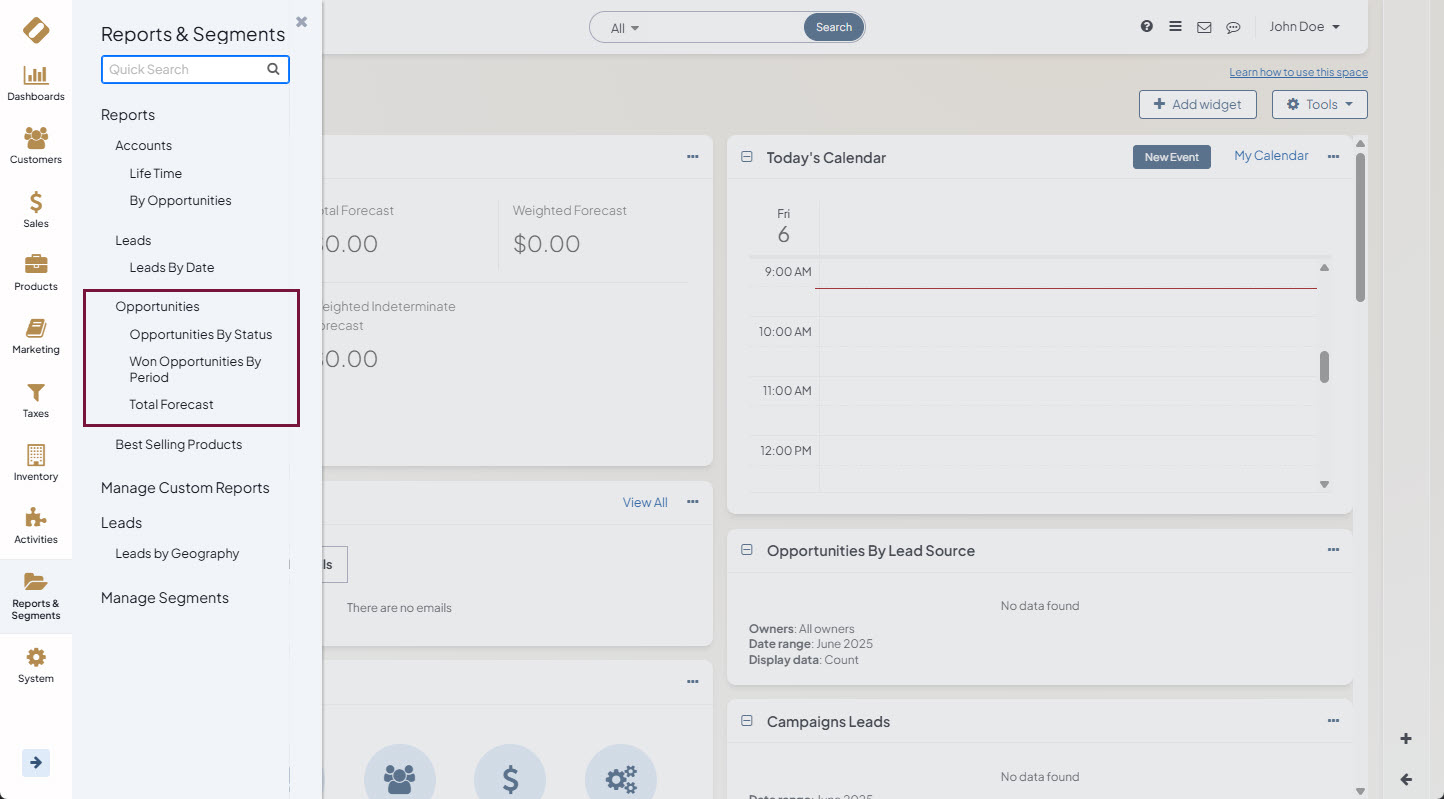 Dashboards
Customers
Sales
Products
Marketing
Taxes
Inventory
Activities
Reports &
Segments
System
Reports & Segments
Quick Search
Reports
Accounts
Life Time
By Opportunities
Leads
Leads By Date
Opportunities
Opportunities By Status
Won Opportunities By
Period
Total Forecast
Best Selling Products
Manage Custom Reports
Leads
Leads by Geography
Manage Segments
All
Search
John Doe
Learn how to use this space
Add widget
Tools
Forecast
Weighted Forecast
0.00
$0.00
Indeterminate
0.00
View All
There are no emails
Today's Calendar
New Event
My Calendar
Fri
6
9:00 AM
10:00 AM
11:00 AM
12:00 PM
Opportunities By Lead Source
No data found
Owners: All owners
Date range: June 2025
Display data: Count
Campaigns Leads
No data found
Date range: June 2025